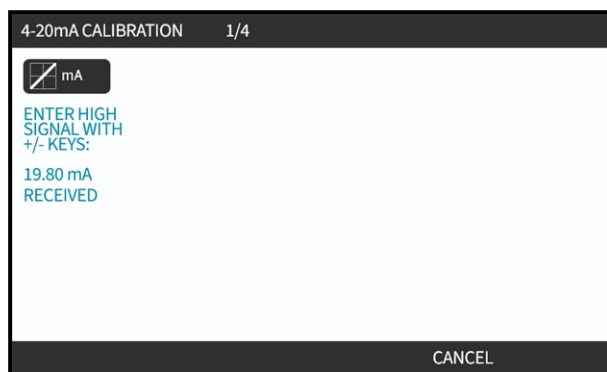 4-20mA CALIBRATION 1/4
mA
ENTER HIGH
SIGNAL WITH
+/- KEYS:
19.80 mA
RECEIVED
CANCEL